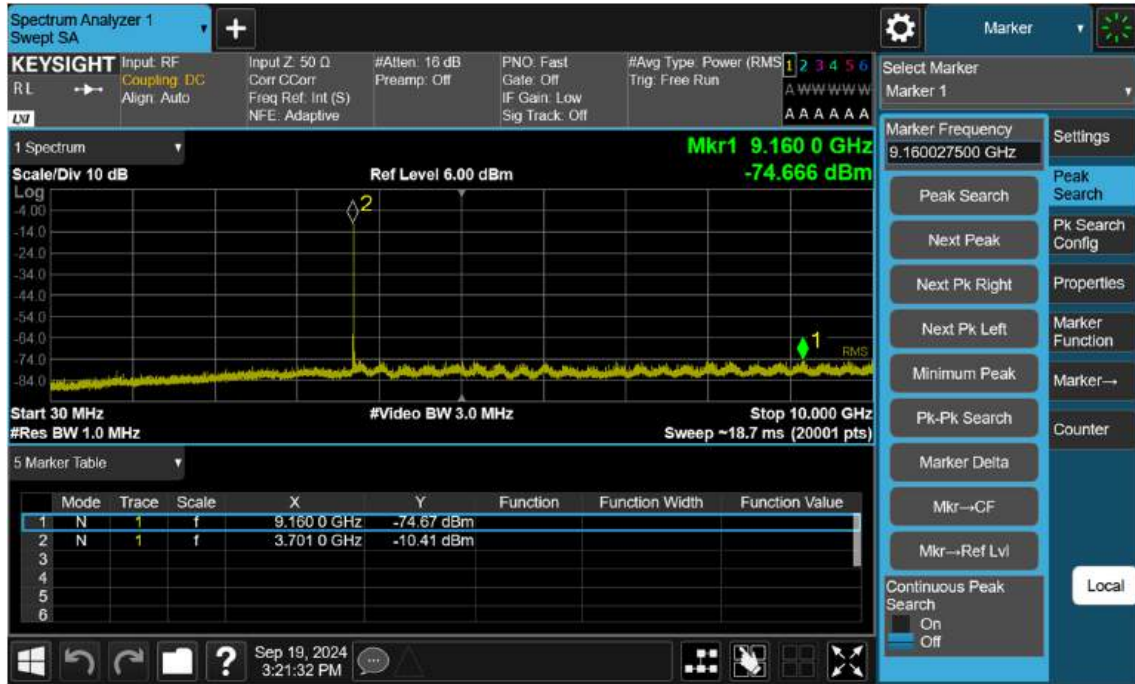 Spectrum Analyzer 1
Swept SA
+
Marker
KEYSIGHT
Input: RF
Coupling: DC
Align: Auto
Input Z: 50 Ω
Corr CCorr
Freq Ref: Int (S)
NFE: Adaptive
#Atten: 16 dB
Preamp: Off
PNO: Fast
Gate: Off
IF Gain: Low
Sig Track: Off
#Avg Type: Power (RMS
Trig: Free Run
1 2 3 4 5 6
A W W W W W
A A A A A A
R L
LXI
Select Marker
Marker 1
1 Spectrum
Mkr1 9.160 0 GHz
-74.666 dBm
Scale/Div 10 dB
Ref Level 6.00 dBm
Log
-4.00
-14.0
-24.0
-34.0
-44.0
-54.0
-64.0
-74.0
-84.0
2
1
RMS
Start 30 MHz
#Video BW 3.0 MHz
Stop 10.000 GHz
#Res BW 1.0 MHz
Sweep ~18.7 ms (20001 pts)
5 Marker Table
Mode Trace Scale X Y Function Function Width Function Value
1 N 1 f 9.160 0 GHz -74.67 dBm
2 N 1 f 3.701 0 GHz -10.41 dBm
3
4
5
6
Marker Frequency
9.160027500 GHz
Peak Search
Next Peak
Next Pk Right
Next Pk Left
Minimum Peak
Pk-Pk Search
Marker Delta
Mkr→CF
Mkr→Ref Lvl
Continuous Peak
Search
On
Off
Settings
Peak
Search
Pk Search
Config
Properties
Marker
Function
Marker→
Counter
Local
?
Sep 19, 2024
3:21:32 PM